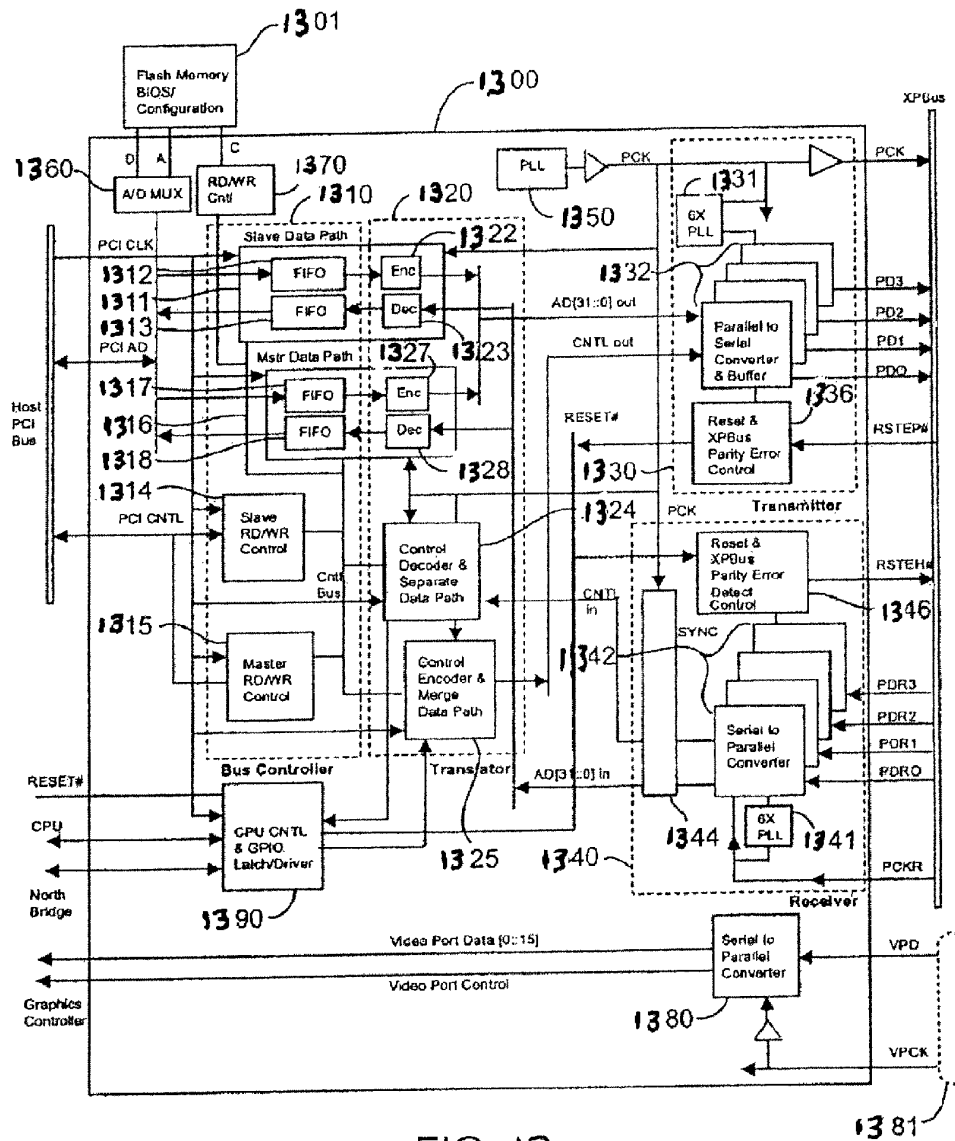 1301
Flash Memory
BIOS/
Configuration
1300
XPBus
D
A
C
1360
A/D MUX
1370
RD/WR
Cntl
1310
1320
PLL
PCK
PCK
1350
1331
6X
PLL
PCI CLK
Slave Data Path
1322
1312
FIFO
Enc
1332
1311
FIFO
Dec
AD[31::0] out
PD3
1313
1323
Parallel to
Serial
Converter
& Buffer
PD2
PCI AD
Mstr Data Path
1327
CNTL out
PD1
1317
FIFO
Enc
PD0
Host
PCI
Bus
1316
FIFO
Dec
RESET#
1336
1318
1328
1330
Reset &
XPBus
Parity Error
Control
RSTEP#
1314
1324
PCK
Transmitter
PCI CNTL
Slave
RD/WR
Control
Control
Decoder &
Separate
Data Path
Reset &
XPBus
Parity Error
Detect
Control
RSTEH#
Cntl
Bus
CNTL
in
1346
1315
SYNC
1342
Master
RD/WR
Control
Control
Encoder &
Merge
Data Path
PDR3
PDR2
Serial to
Parallel
Converter
PDR1
Bus Controller
Translator
AD[31::0] in
PDR0
RESET#
CPU
CPU CNTL
& GPIO
Latch/Driver
1325
1340
1344
6X
PLL
1341
North
Bridge
1390
PCKR
Receiver
Video Port Data [0::15]
Serial to
Parallel
Converter
VPD
Video Port Control
Graphics
Controller
1380
VPCK
1381
FIG. 13